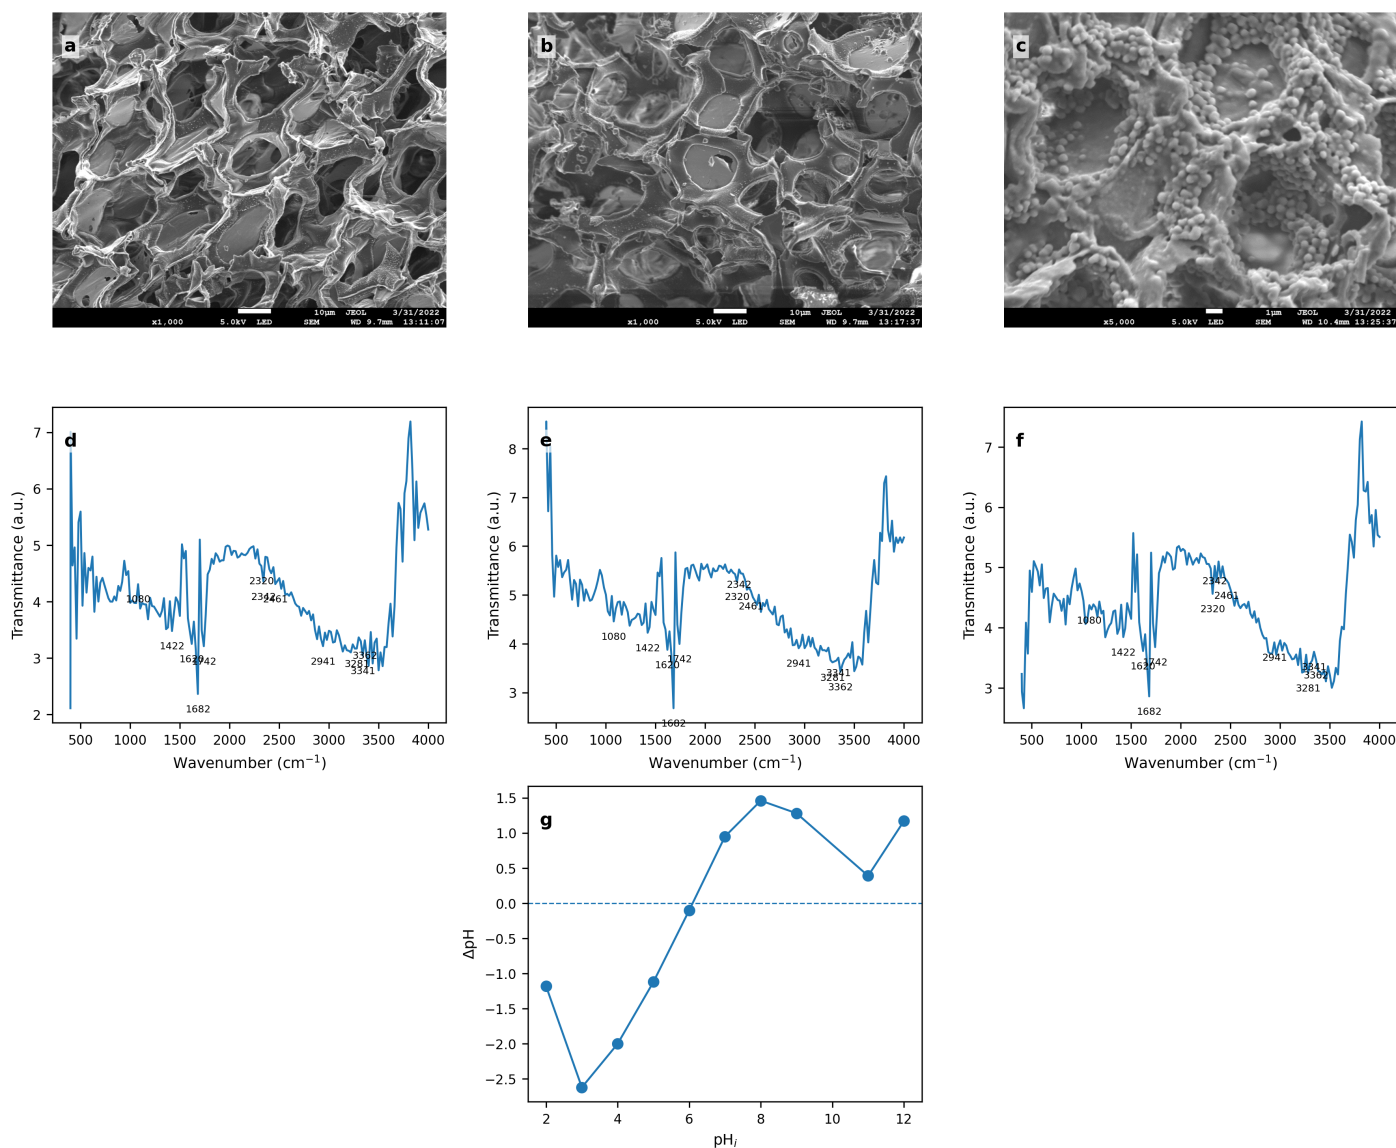 a
b
c
10μm JEOL 3/31/2022
x1,000 5.0kV LED SEM WD 9.7mm 13:11:07
10μm JEOL 3/31/2022
x1,000 5.0kV LED SEM WD 9.7mm 13:17:37
1μm JEOL 3/31/2022
x5,000 5.0kV LED SEM WD 10.4mm 13:25:37
d
Transmittance (a.u.)
7
6
5
4
3
2
1080
1422
1620
1682
1742
2320
2342
2461
2941
3281
3362
3341
500 1000 1500 2000 2500 3000 3500 4000
Wavenumber (cm⁻¹)
e
Transmittance (a.u.)
8
7
6
5
4
3
1080
1422
1620
1682
1742
2342
2320
2461
2941
3341
3281
3362
500 1000 1500 2000 2500 3000 3500 4000
Wavenumber (cm⁻¹)
f
Transmittance (a.u.)
7
6
5
4
3
1080
1422
1620
1682
1742
2342
2461
2320
2941
3341
3362
3281
500 1000 1500 2000 2500 3000 3500 4000
Wavenumber (cm⁻¹)
g
ΔpH
1.5
1.0
0.5
0.0
−0.5
−1.0
−1.5
−2.0
−2.5
2 4 6 8 10 12
pHᵢ